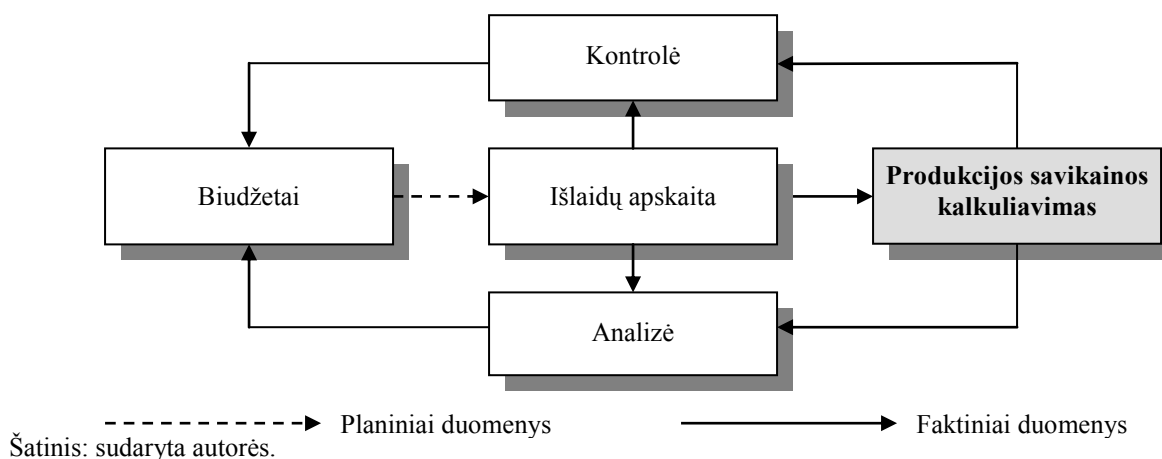 Kontrolė
Biudžetai
Išlaidų apskaita
Produkcijos savikainos
kalkuliavimas
Analizė
Planiniai duomenys
Faktiniai duomenys
Šatinis: sudaryta autorės.